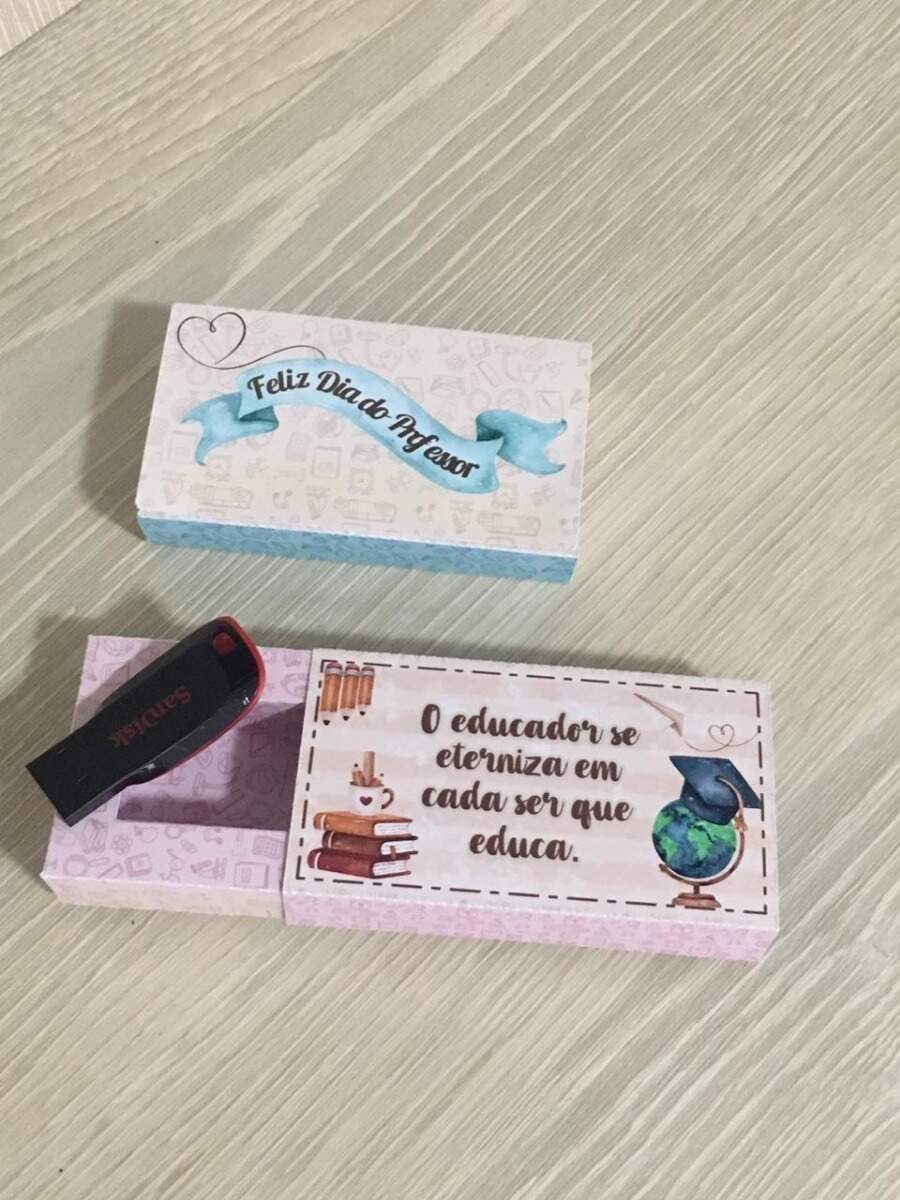 Feliz Dia do Professor
SanDisk
O educador se
eterniza em
cada ser que
educa.